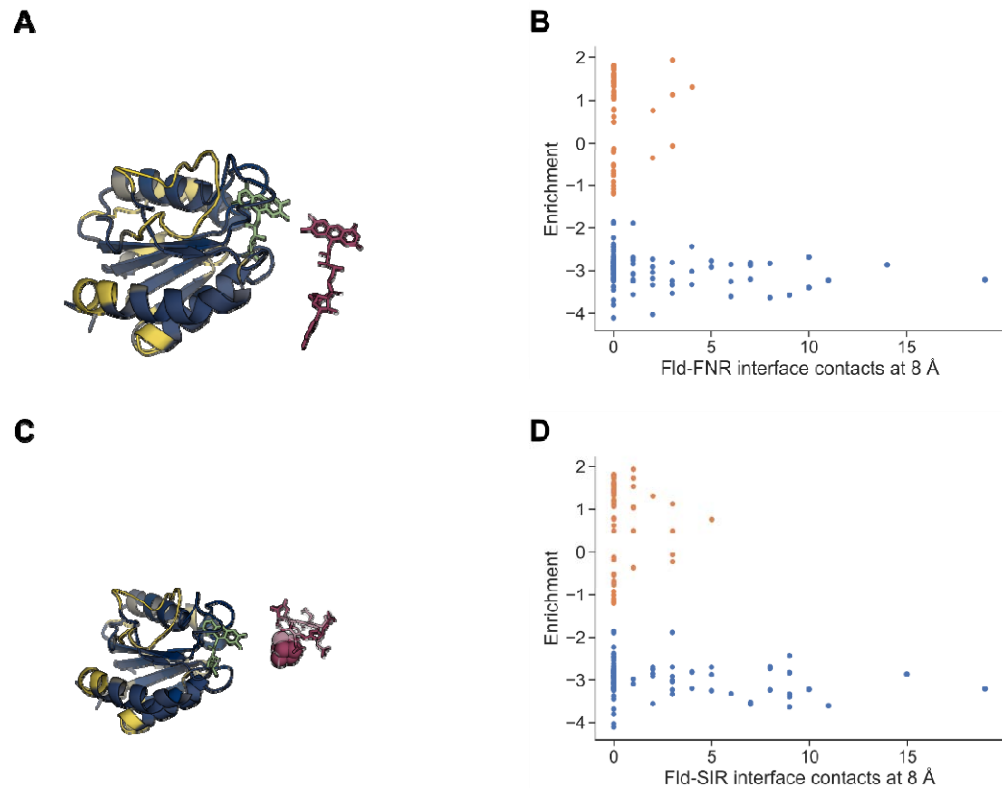 A
B
2
1
0
−1
−2
−3
−4
Enrichment
0
5
10
15
Fld-FNR interface contacts at 8 Å
C
D
2
1
0
−1
−2
−3
−4
Enrichment
0
5
10
15
Fld-SIR interface contacts at 8 Å